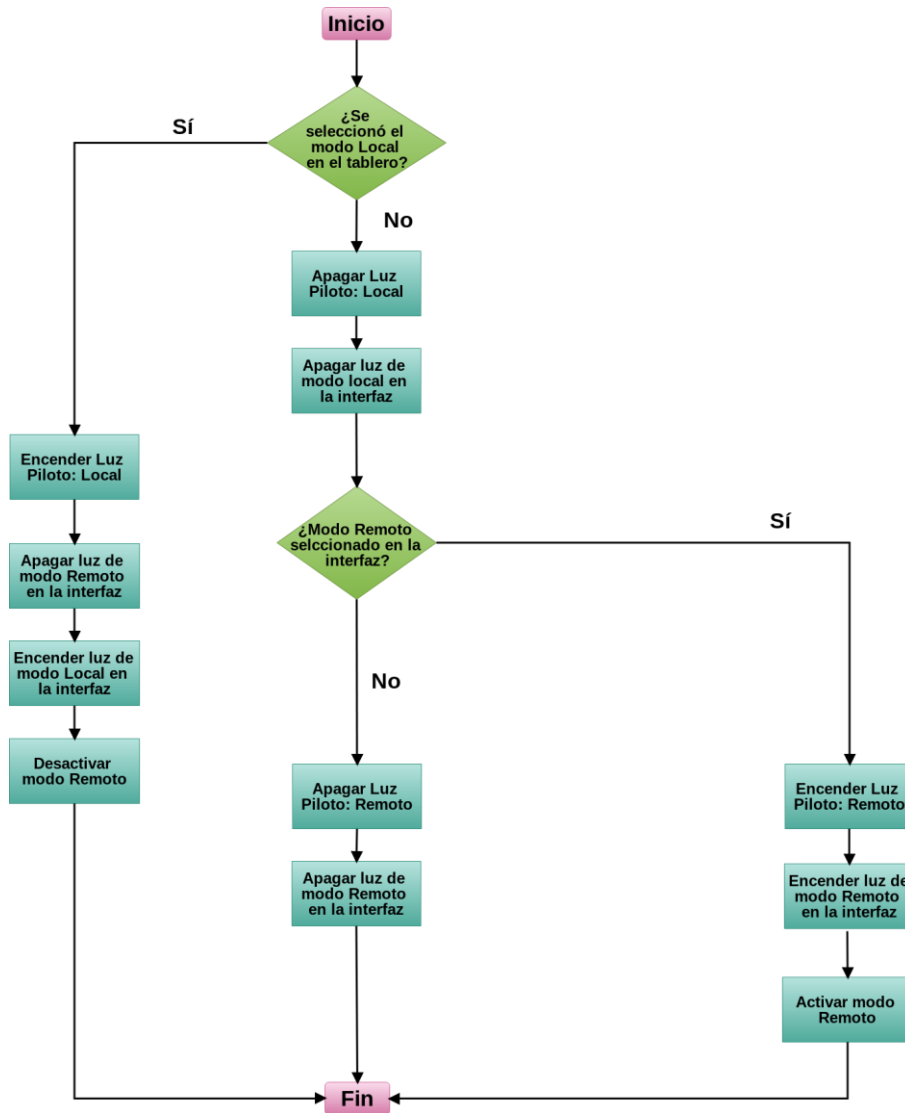 Inicio
¿Se
seleccionó el
modo Local
en el tablero?
Sí
No
Apagar Luz
Piloto: Local
Apagar luz de
modo local en
la interfaz
Encender Luz
Piloto: Local
Apagar luz de
modo Remoto
en la interfaz
Encender luz de
modo Local en
la interfaz
Desactivar
modo Remoto
¿Modo Remoto
selccionado en la
interfaz?
Sí
No
Apagar Luz
Piloto: Remoto
Apagar luz de
modo Remoto
en la interfaz
Encender Luz
Piloto: Remoto
Encender luz de
modo Remoto
en la interfaz
Activar modo
Remoto
Fin